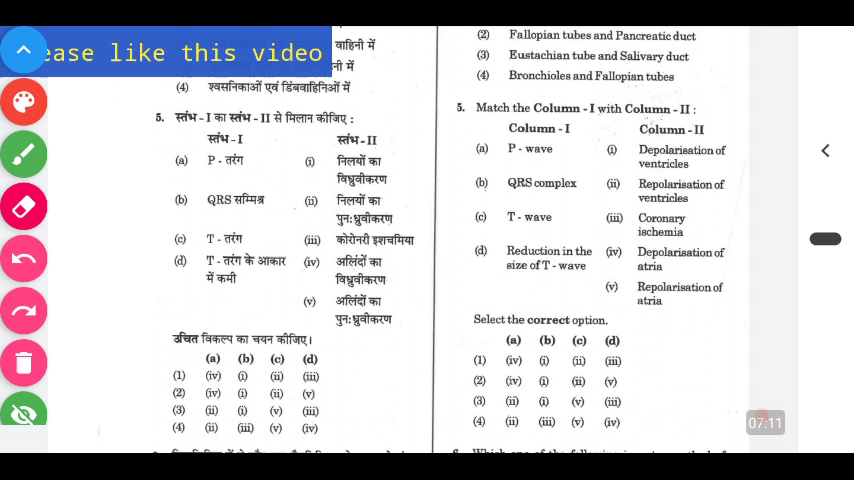 ease like this video
वाहिनी में
नी में
(4) श्वसनिकाओं एवं डिंबवाहिनिओं में
5. स्तंभ - I का स्तंभ - II से मिलान कीजिए :
स्तंभ - I स्तंभ - II
(a) P - तरंग (i) निलयों का
विध्रुवीकरण
(b) QRS सम्मिश्र (ii) निलयों का
पुन:ध्रुवीकरण
(c) T - तरंग (iii) कोरोनरी इशचमिया
(d) T - तरंग के आकार (iv) अलिंदों का
में कमी विध्रुवीकरण
(v) अलिंदों का
पुन:ध्रुवीकरण
उचित विकल्प का चयन कीजिए।
(a) (b) (c) (d)
(1) (iv) (i) (ii) (iii)
(2) (iv) (i) (ii) (v)
(3) (ii) (i) (v) (iii)
(4) (ii) (iii) (v) (iv)
(2) Fallopian tubes and Pancreatic duct
(3) Eustachian tube and Salivary duct
(4) Bronchioles and Fallopian tubes
5. Match the Column - I with Column - II :
Column - I Column - II
(a) P - wave (i) Depolarisation of
ventricles
(b) QRS complex (ii) Repolarisation of
ventricles
(c) T - wave (iii) Coronary
ischemia
(d) Reduction in the (iv) Depolarisation of
size of T - wave atria
(v) Repolarisation of
atria
Select the correct option.
(a) (b) (c) (d)
(1) (iv) (i) (ii) (iii)
(2) (iv) (i) (ii) (v)
(3) (ii) (i) (v) (iii)
(4) (ii) (iii) (v) (iv)
07:11